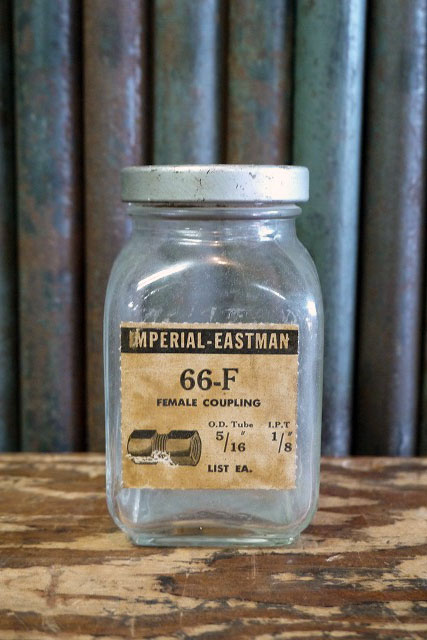 IMPERIAL-EASTMAN
66-F
FEMALE COUPLING
O.D. Tube I.P.T
5/16" 1/8"
LIST EA.